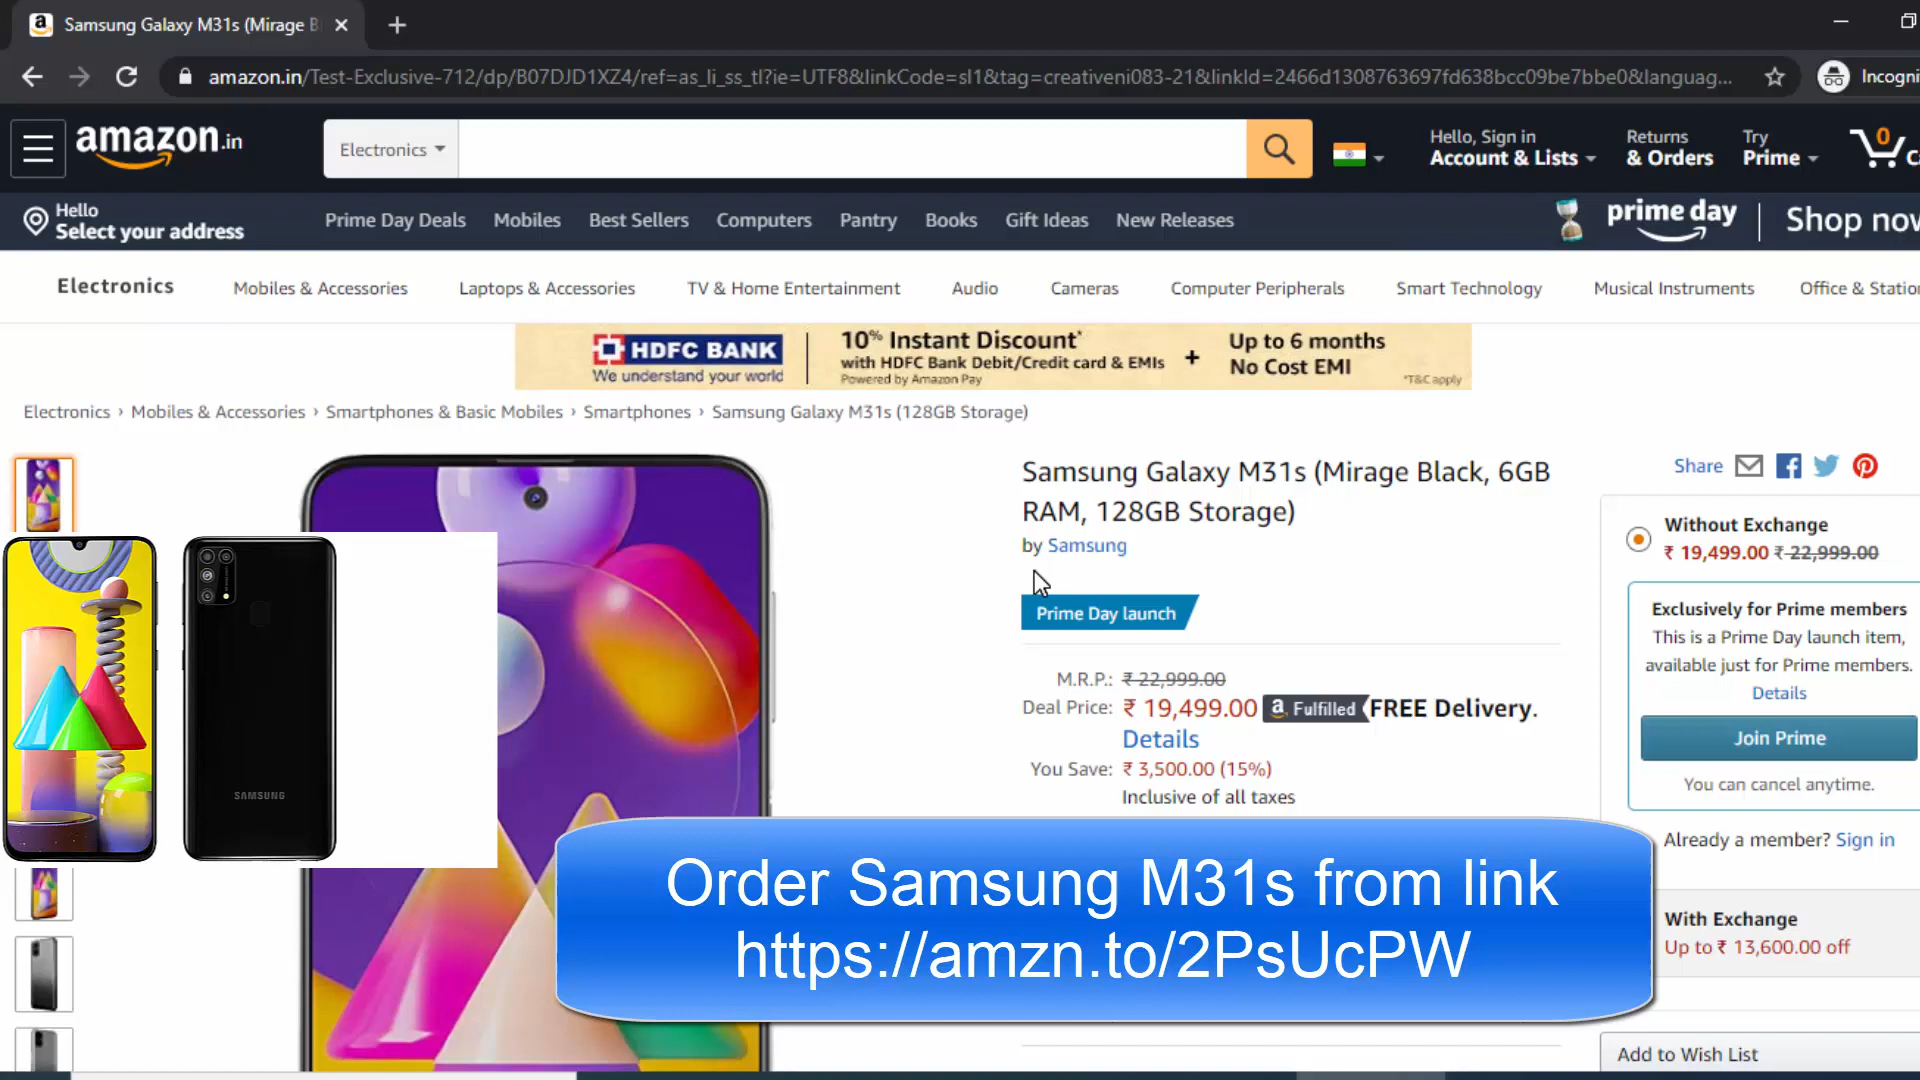 Samsung Galaxy M31s (Mirage B
amazon.in/Test-Exclusive-712/dp/B07DJD1XZ4/ref=as_li_ss_tl?ie=UTF8&linkCode=sl1&tag=creativeni083-21&linkId=2466d1308763697fd638bcc09be7bbe0&languag...
Incogni
amazon.in
Electronics
Hello, Sign in
Account & Lists
Returns
& Orders
Try
Prime
0
Ca
Hello
Select your address
Prime Day Deals
Mobiles
Best Sellers
Computers
Pantry
Books
Gift Ideas
New Releases
prime day
Shop now
Electronics
Mobiles & Accessories
Laptops & Accessories
TV & Home Entertainment
Audio
Cameras
Computer Peripherals
Smart Technology
Musical Instruments
Office & Station
HDFC BANK
We understand your world
10% Instant Discount*
with HDFC Bank Debit/Credit card & EMIs
Powered by Amazon Pay
+
Up to 6 months
No Cost EMI
*T&C apply
Electronics › Mobiles & Accessories › Smartphones & Basic Mobiles › Smartphones › Samsung Galaxy M31s (128GB Storage)
Samsung Galaxy M31s (Mirage Black, 6GB
RAM, 128GB Storage)
by Samsung
Prime Day launch
M.R.P.: ₹ 22,999.00
Deal Price: ₹ 19,499.00 a Fulfilled FREE Delivery.
Details
You Save: ₹ 3,500.00 (15%)
Inclusive of all taxes
Share
Without Exchange
₹ 19,499.00 ₹ 22,999.00
Exclusively for Prime members
This is a Prime Day launch item,
available just for Prime members.
Details
Join Prime
You can cancel anytime.
Already a member? Sign in
With Exchange
Up to ₹ 13,600.00 off
Add to Wish List
SAMSUNG
Order Samsung M31s from link
https://amzn.to/2PsUcPW